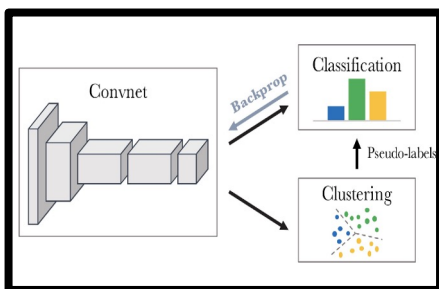 Convnet
Backprop
Classification
Pseudo-labels
Clustering